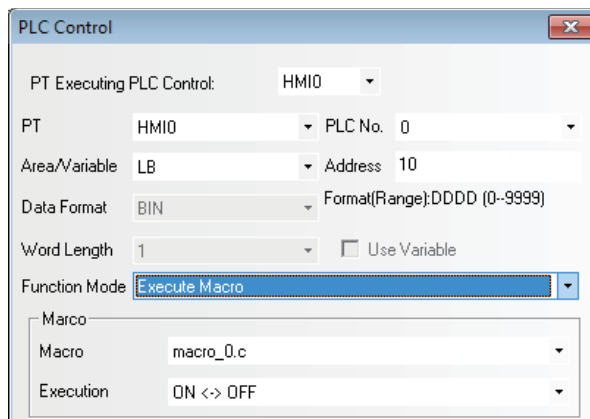 PLC Control
PT Executing PLC Control: HMI0
PT HMI0 PLC No. 0
Area/Variable LB Address 10
Data Format BIN Format(Range):DDDD (0--9999)
Word Length 1 Use Variable
Function Mode Execute Macro
Marco
Macro macro_0.c
Execution ON <-> OFF